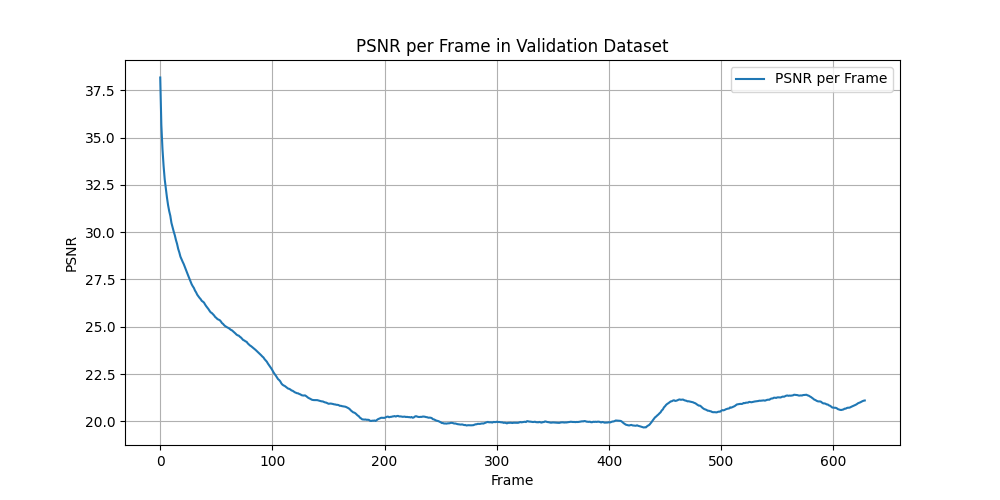 PSNR per Frame in Validation Dataset
PSNR per Frame
37.5
35.0
32.5
30.0
27.5
25.0
22.5
20.0
PSNR
0 100 200 300 400 500 600
Frame